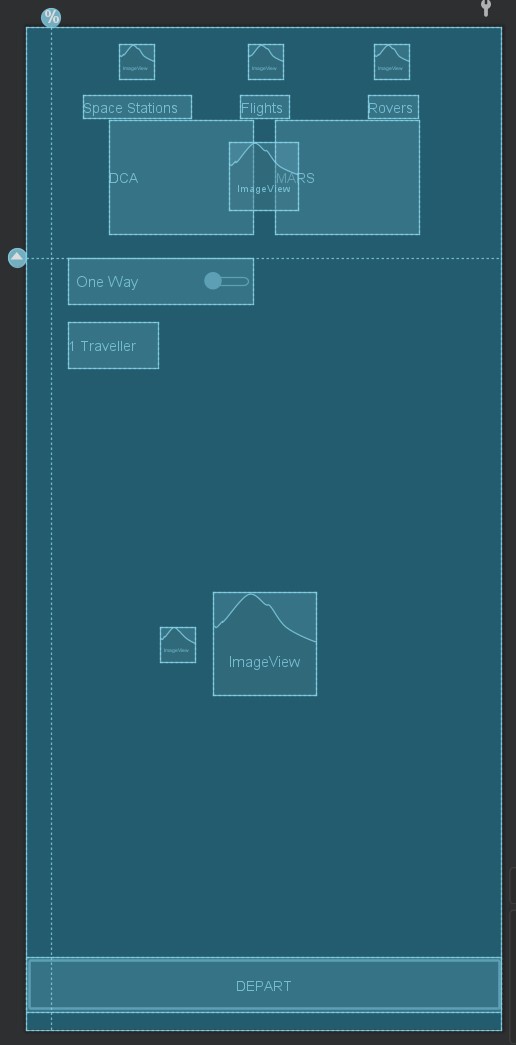 %
ImageView ImageView ImageView
Space Stations Flights Rovers
DCA MARS
ImageView
One Way
1 Traveller
ImageView ImageView
DEPART